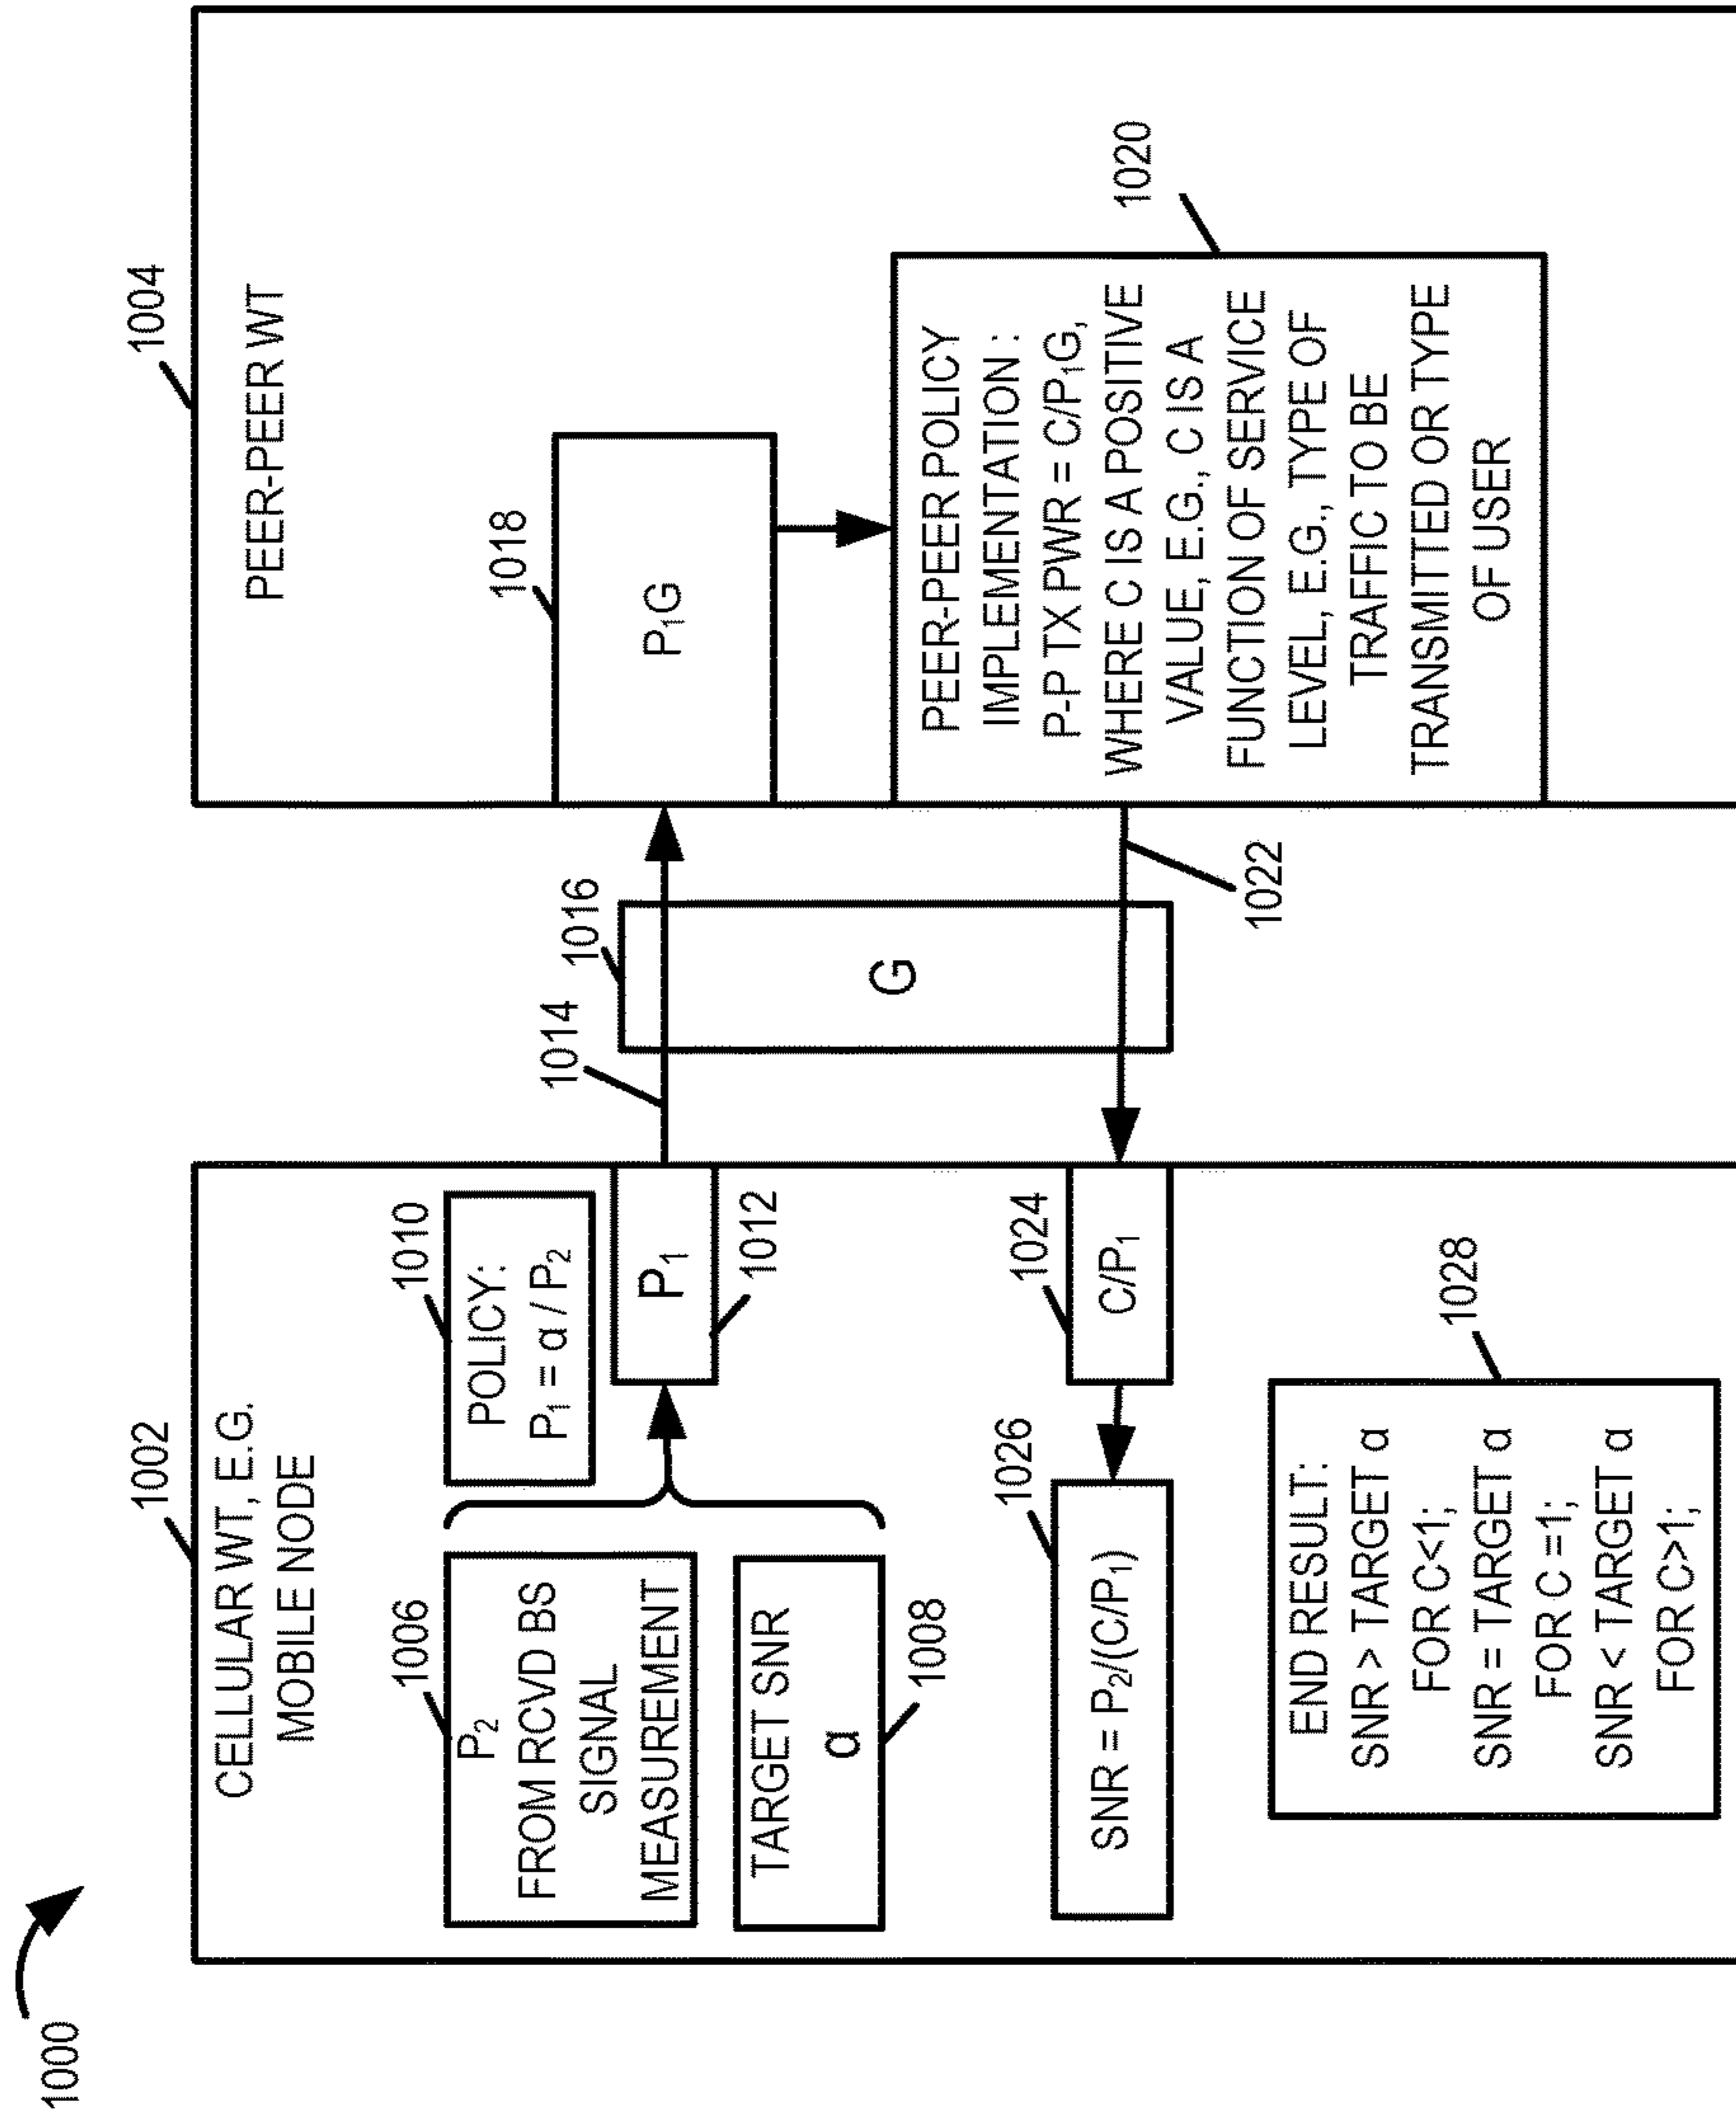 1000
1002
CELLULAR WT, E.G.
MOBILE NODE
1006
P₂
FROM RCVD BS
SIGNAL
MEASUREMENT
TARGET SNR
α
1008
1010
POLICY:
P₁ = α / P₂
P₁
1012
1014
1016
G
1004
PEER-PEER WT
1018
P₁G
1020
PEER-PEER POLICY
IMPLEMENTATION :
P-P TX PWR = C/P₁G,
WHERE C IS A POSITIVE
VALUE, E.G., C IS A
FUNCTION OF SERVICE
LEVEL, E.G., TYPE OF
TRAFFIC TO BE
TRANSMITTED OR TYPE
OF USER
1022
1024
C/P₁
1026
SNR = P₂/(C/P₁)
1028
END RESULT:
SNR > TARGET α
FOR C<1;
SNR = TARGET α
FOR C =1;
SNR < TARGET α
FOR C>1;